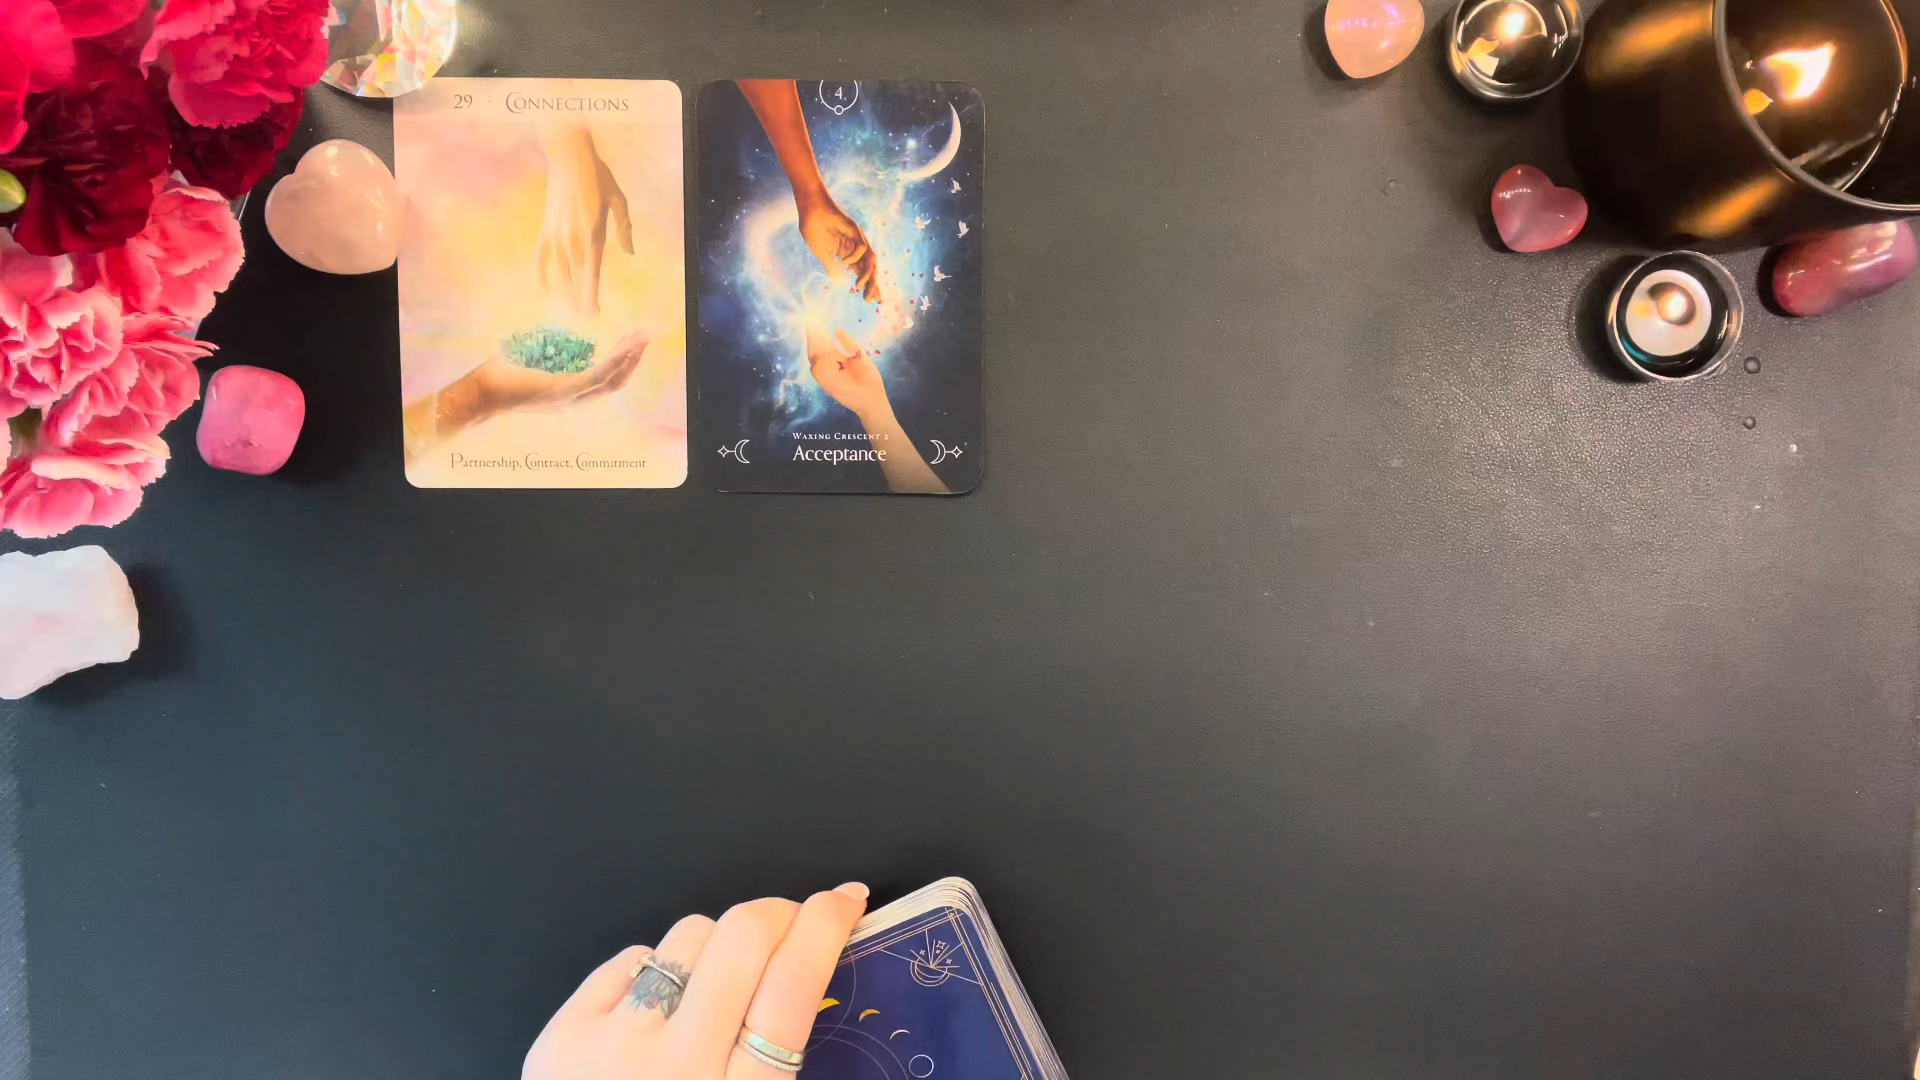 29 · CONNECTIONS
Partnership, Contract, Commitment
4
WAXING CRESCENT 2
Acceptance